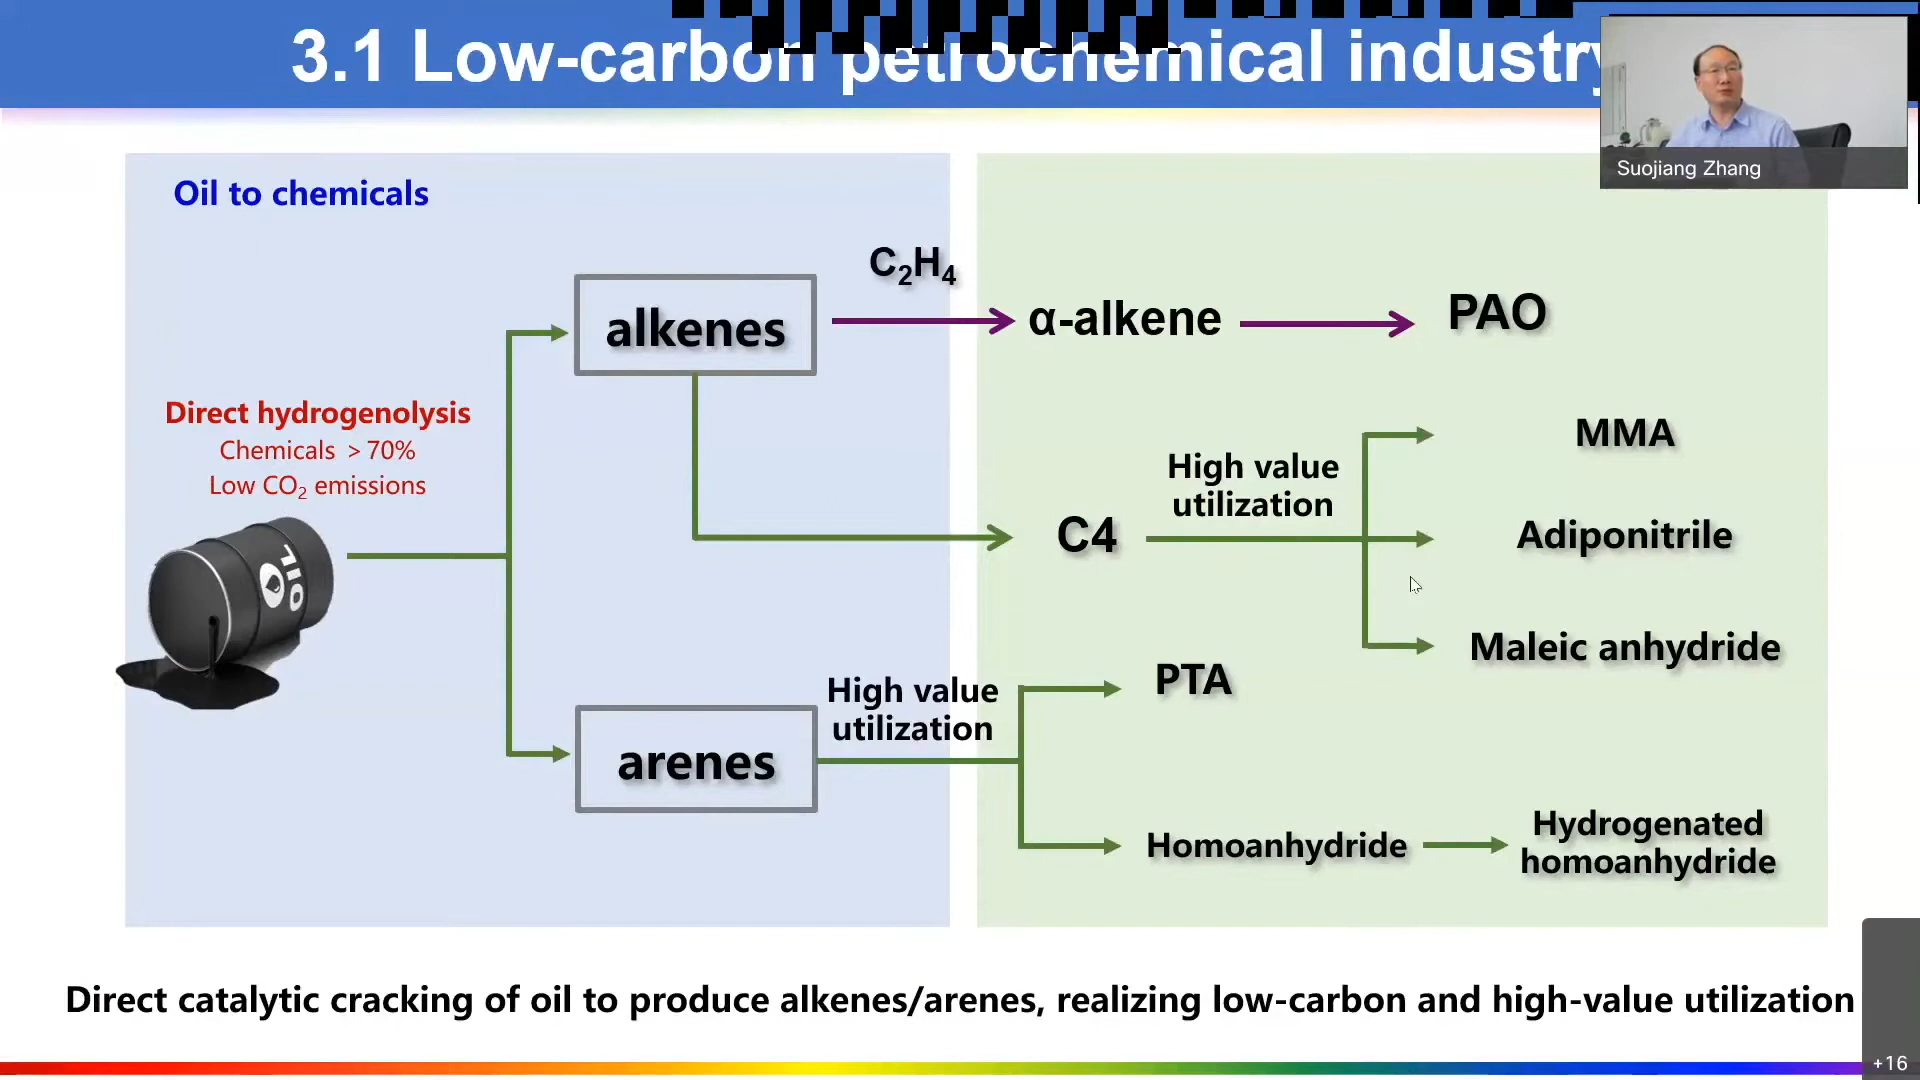 3.1 Low-carbon petrochemical industry
Suojiang Zhang
Oil to chemicals
C₂H₄
alkenes
α-alkene
PAO
Direct hydrogenolysis
Chemicals > 70%
Low CO₂ emissions
OIL
High value
utilization
C4
MMA
Adiponitrile
Maleic anhydride
High value
utilization
arenes
PTA
Homoanhydride
Hydrogenated
homoanhydride
Direct catalytic cracking of oil to produce alkenes/arenes, realizing low-carbon and high-value utilization
+16